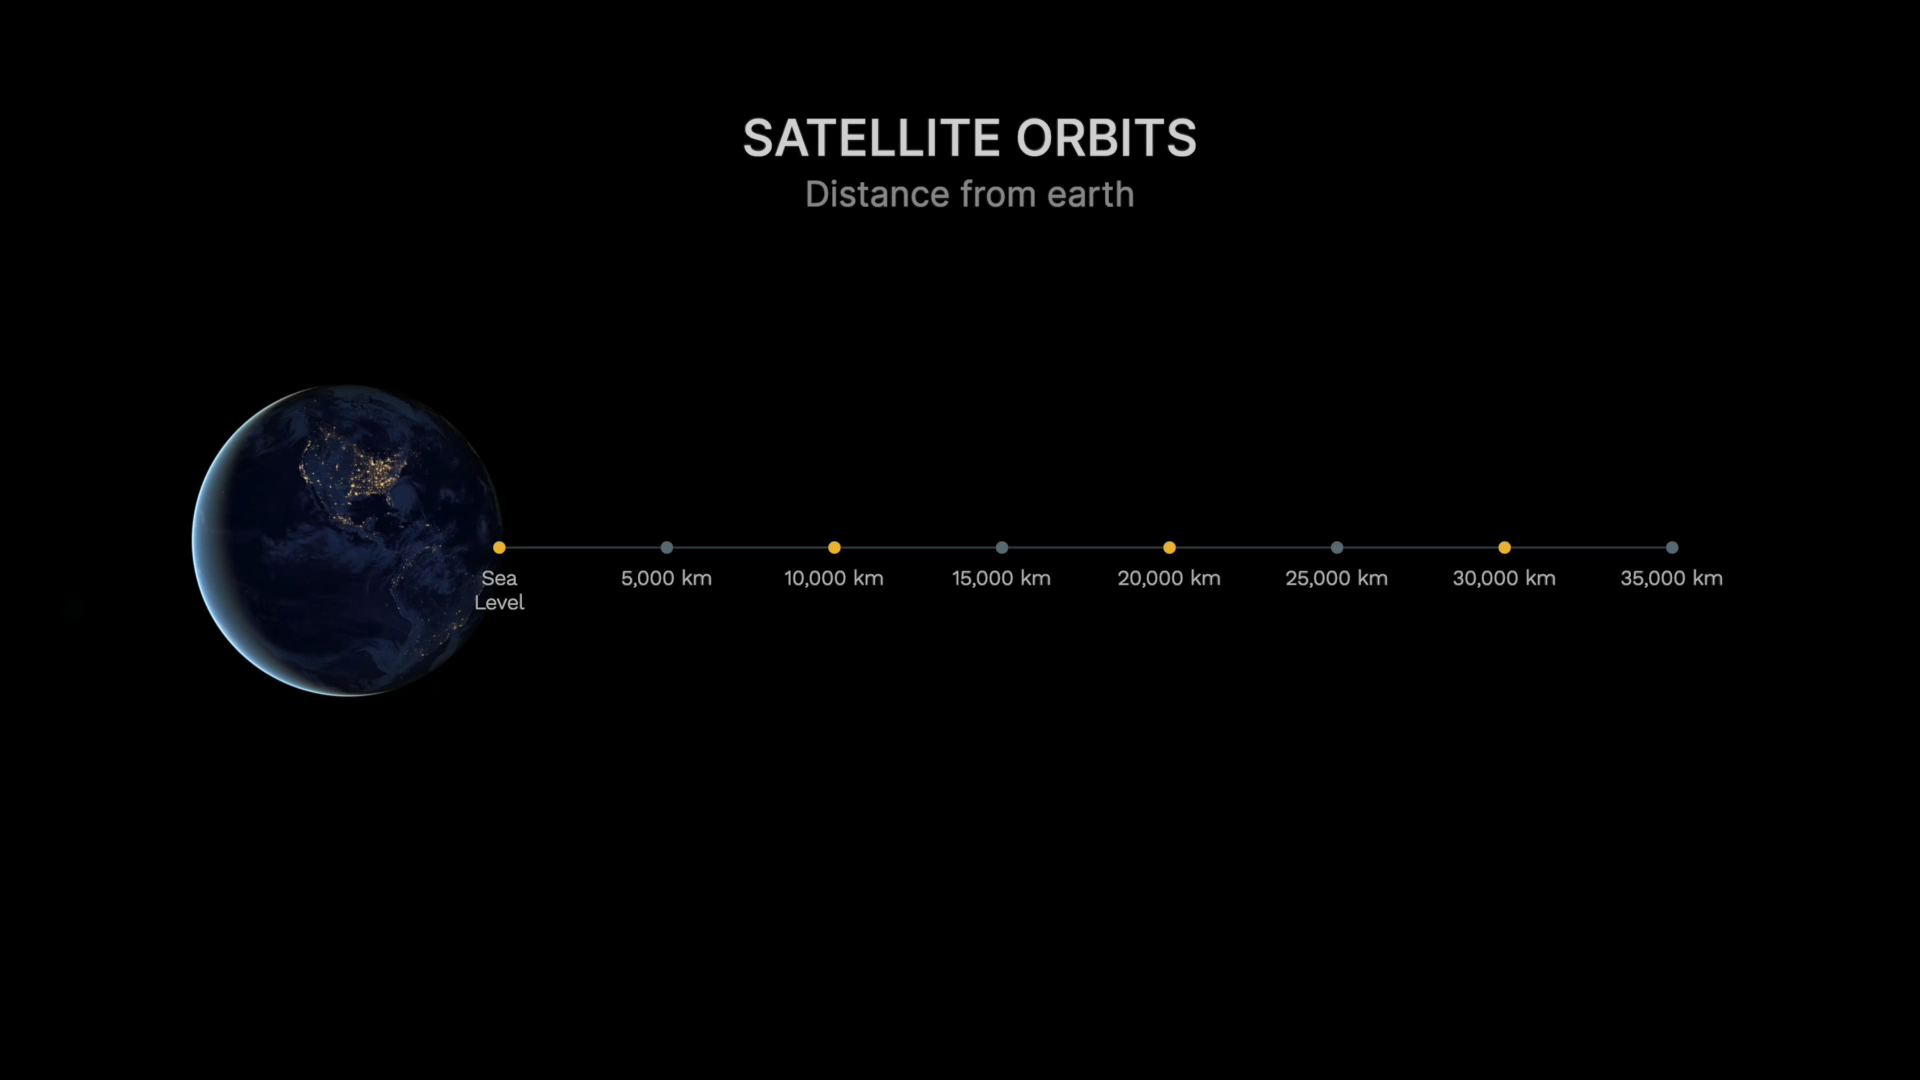 SATELLITE ORBITS
Distance from earth
Sea
Level
5,000 km
10,000 km
15,000 km
20,000 km
25,000 km
30,000 km
35,000 km